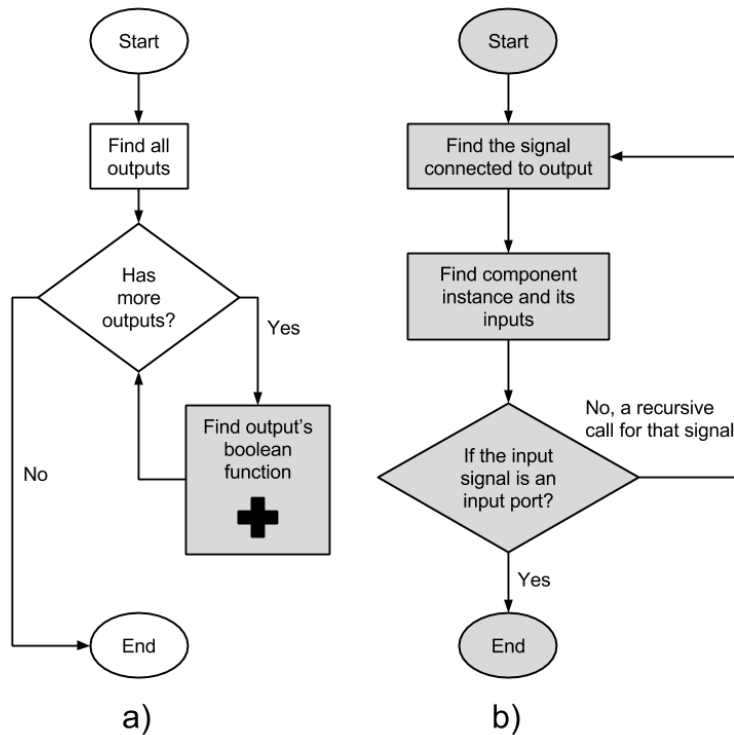 Start
Find all
outputs
Has
more
outputs?
Yes
Find output's
boolean
function
No
End
a)
Start
Find the signal
connected to output
Find component
instance and its
inputs
No, a recursive
call for that signal
If the input
signal is an
input port?
Yes
End
b)